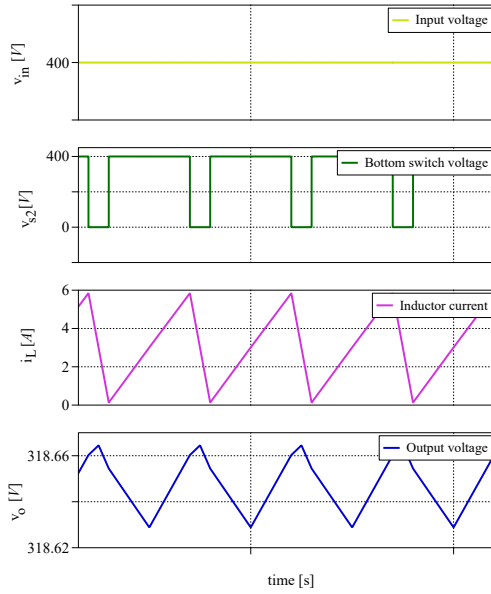 Input voltage
v_in [V]
400
Bottom switch voltage
400
v_s2 [V]
0
6
Inductor current
4
i_L [A]
2
0
Output voltage
318.66
v_o [V]
318.62
time [s]